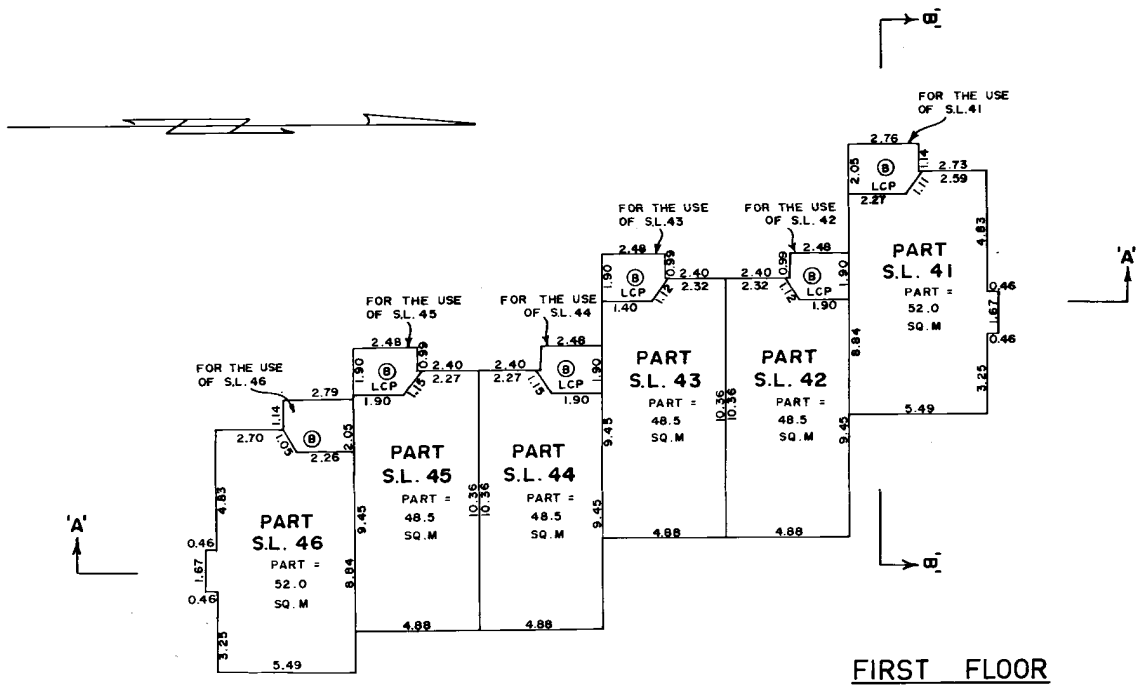 'B'
FOR THE USE
OF S.L.41
2.76
1.14
2.05
B
LCP
2.73
2.59
1.11
2.27
FOR THE USE
OF S.L.43
FOR THE USE
OF S.L.42
2.48
0.99
1.90
B
LCP
2.40
2.32
1.12
1.40
2.48
0.99
1.90
B
LCP
2.40
2.32
1.12
1.90
4.83
PART
S.L. 41
PART =
52.0
SQ.M
0.46
1.67
0.46
'A'
8.84
3.25
5.49
FOR THE USE
OF S.L.45
FOR THE USE
OF S.L.44
2.48
0.99
1.90
B
LCP
2.40
2.27
1.15
1.90
2.48
1.90
B
LCP
2.40
2.27
1.15
1.90
PART
S.L. 43
PART =
48.5
SQ.M
PART
S.L. 42
PART =
48.5
SQ.M
10.36
10.36
9.45
9.45
4.88
4.88
FOR THE USE
OF S.L.46
2.79
1.14
2.05
B
2.70
1.05
2.26
PART
S.L. 45
PART =
48.5
SQ.M
PART
S.L. 44
PART =
48.5
SQ.M
10.36
10.36
9.45
4.83
'A'
0.46
1.67
0.46
PART
S.L. 46
PART =
52.0
SQ.M
8.84
3.25
5.49
4.88
4.88
'B'
FIRST FLOOR